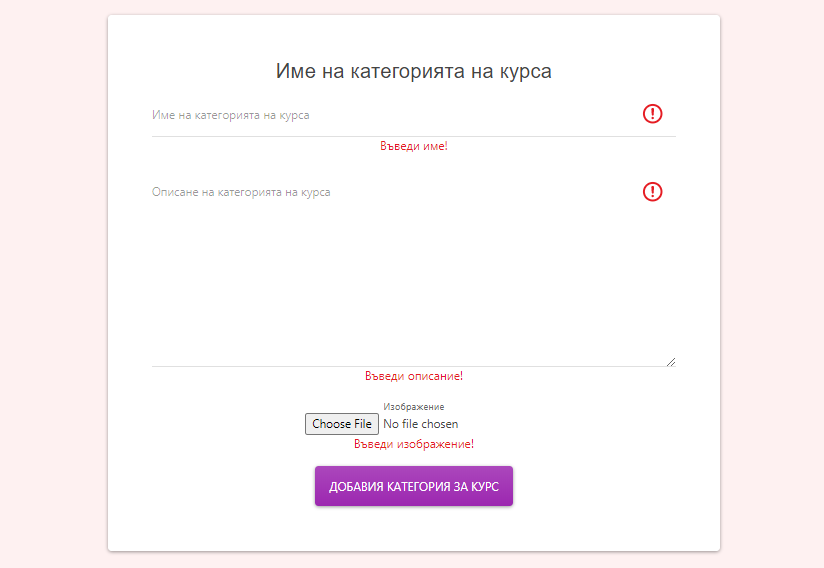 Име на категорията на курса
Име на категорията на курса
Въведи име!
Описане на категорията на курса
Въведи описание!
Изображение
Choose File No file chosen
Въведи изображение!
ДОБАВИЯ КАТЕГОРИЯ ЗА КУРС